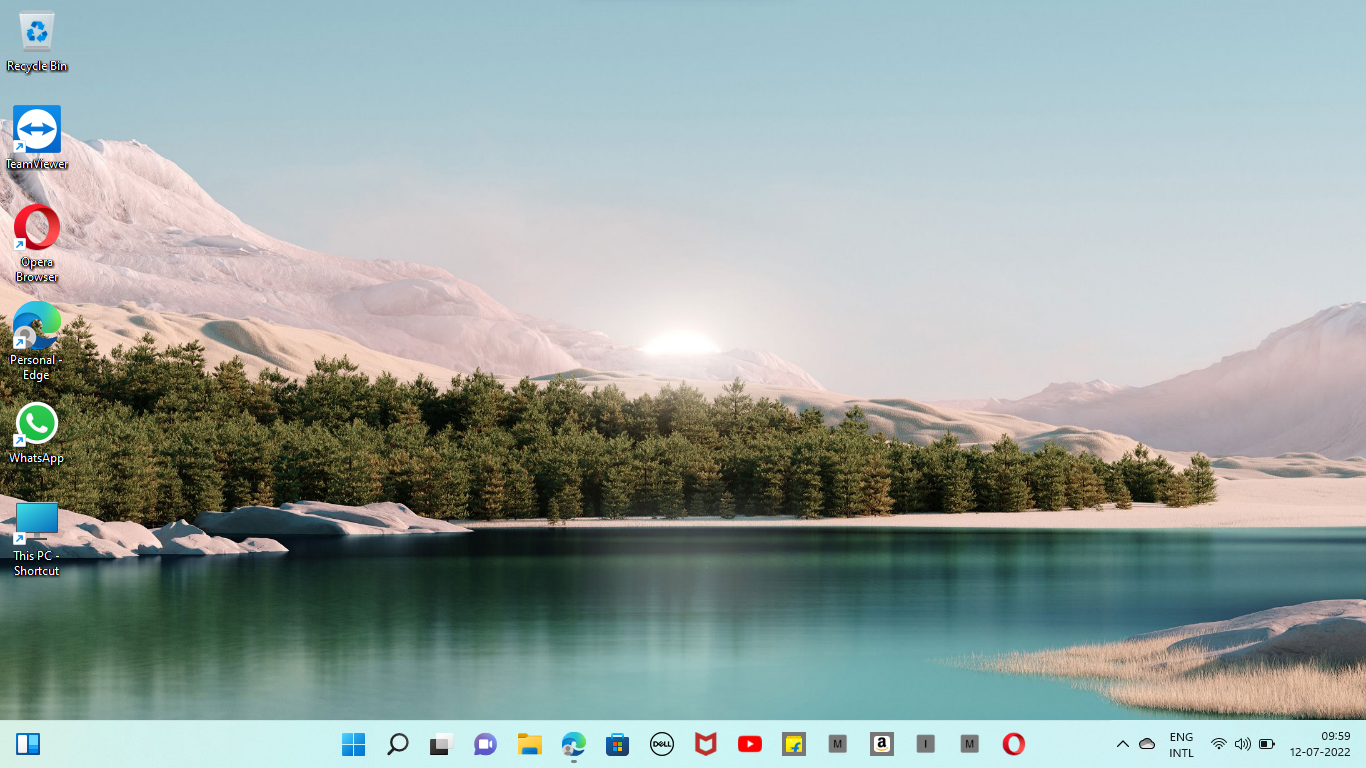 Recycle Bin
TeamViewer
Opera
Browser
Personal -
Edge
WhatsApp
This PC -
Shortcut
DELL
M
a
I
M
ENG
INTL
09:59
12-07-2022